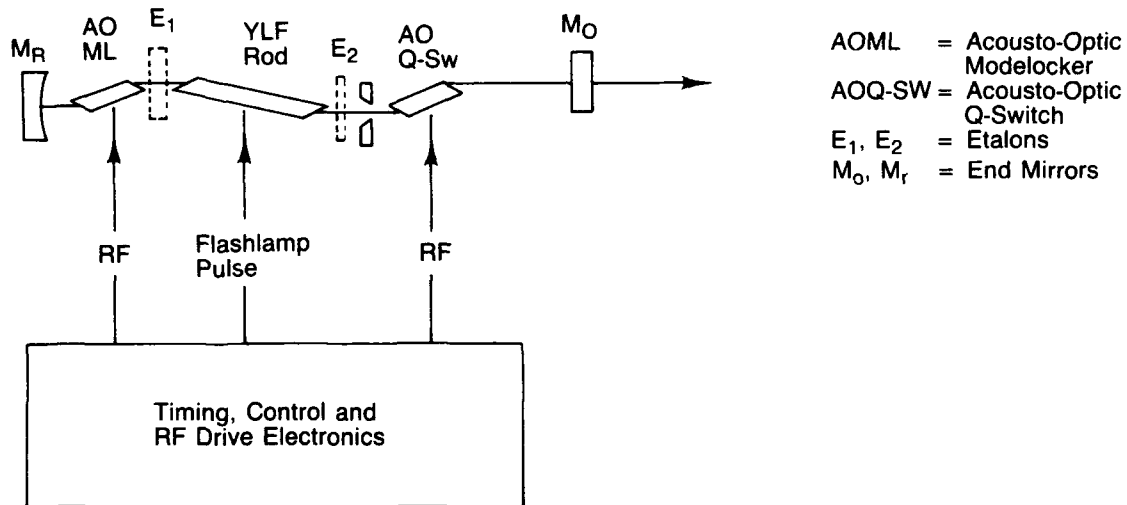 AO
ML
E1
YLF
Rod
E2
AO
Q-Sw
MO
MR
RF
Flashlamp
Pulse
RF
Timing, Control and
RF Drive Electronics
AOML = Acousto-Optic
Modelocker
AOQ-SW = Acousto-Optic
Q-Switch
E1, E2 = Etalons
Mo, Mr = End Mirrors